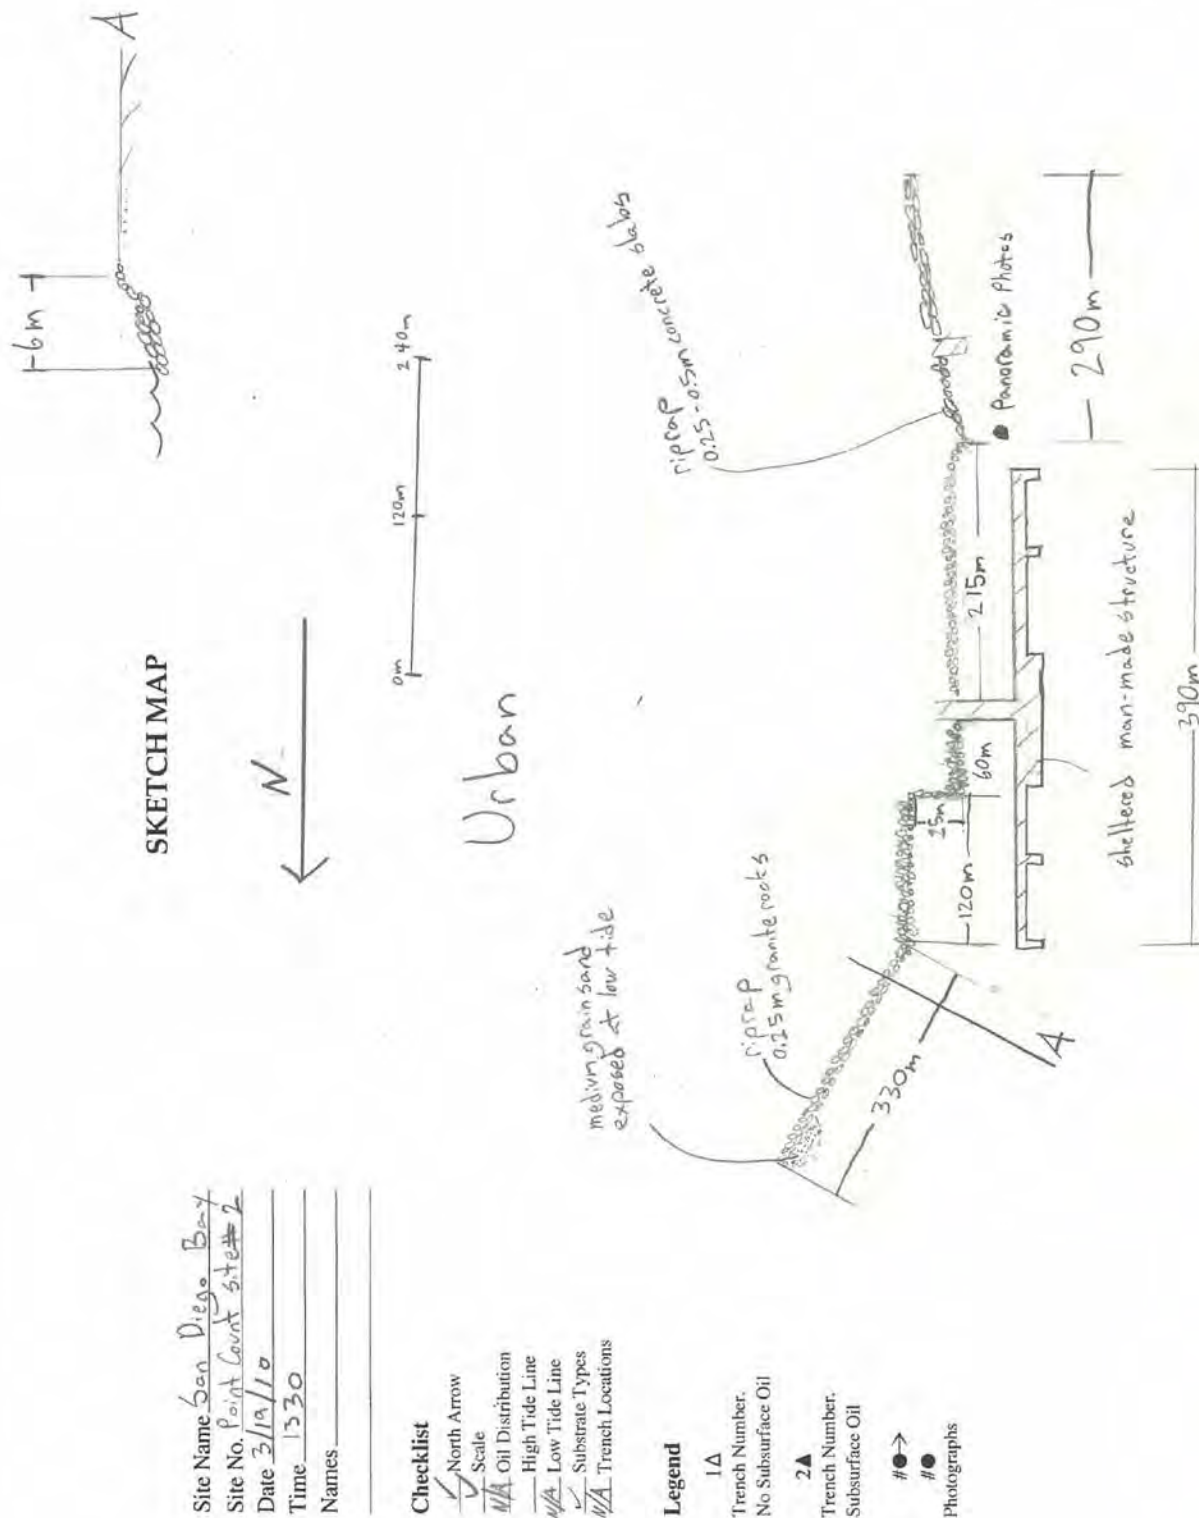 SKETCH MAP
Site Name San Diego Bay
Site No. Point Count Site #2
Date 3/19/10
Time 1330
Names
Checklist
✓ North Arrow
✓ Scale
N/A Oil Distribution
High Tide Line
N/A Low Tide Line
✓ Substrate Types
N/A Trench Locations
Legend
1△
Trench Number.
No Subsurface Oil
2▲
Trench Number.
Subsurface Oil
#●→
#●
Photographs
N
~6m
A
0m
120m
240m
Urban
medium grain sand
exposed at low tide
riprap
0.25m granite rocks
riprap
0.25-0.5m concrete slabs
330m
A
120m
25m
60m
215m
Panoramic Photos
290m
sheltered man-made structure
390m